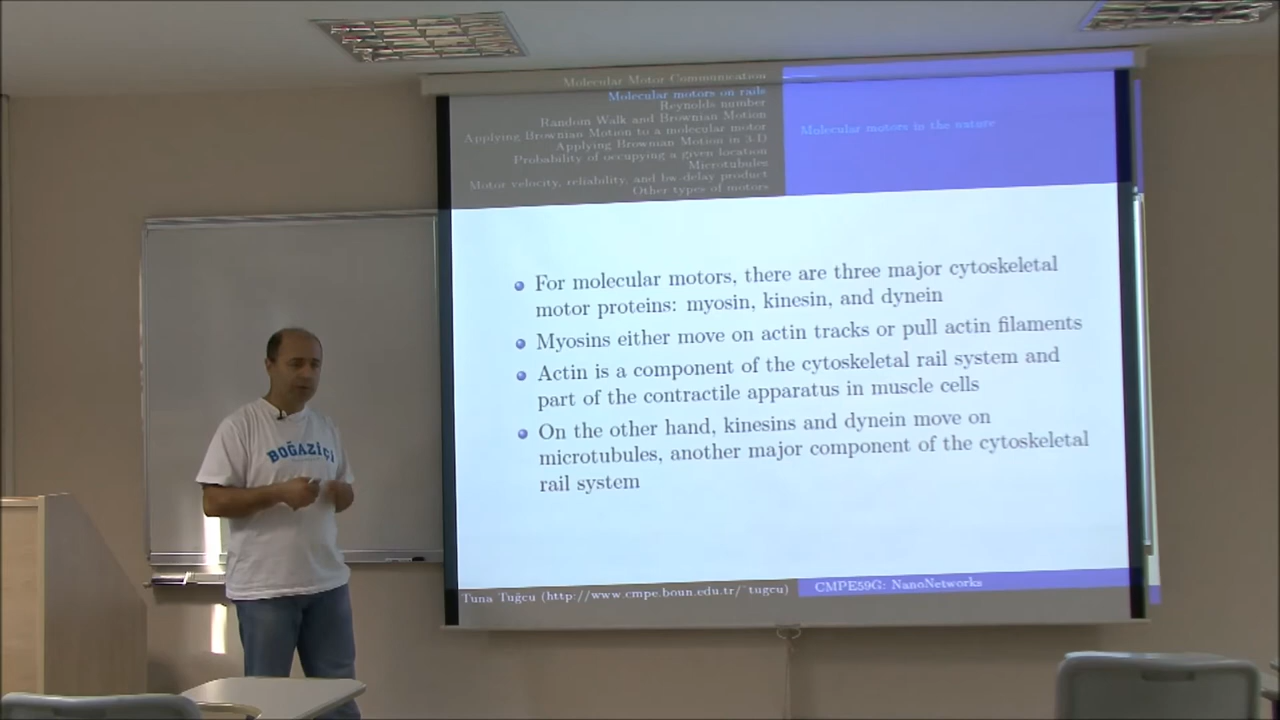 Molecular Motor Communication
Molecular motors on rails
Reynolds number
Random Walk and Brownian Motion
Applying Brownian Motion to a molecular motor
Applying Brownian Motion in 3-D
Probability of occupying a given location
Microtubules
Motor velocity, reliability, and bw-delay product
Other types of motors
Molecular motors in the nature
For molecular motors, there are three major cytoskeletal
motor proteins: myosin, kinesin, and dynein
Myosins either move on actin tracks or pull actin filaments
Actin is a component of the cytoskeletal rail system and
part of the contractile apparatus in muscle cells
On the other hand, kinesins and dynein move on
microtubules, another major component of the cytoskeletal
rail system
BOĞAZİÇİ
Tuna Tuğcu (http://www.cmpe.boun.edu.tr/~tugcu)
CMPE59G: NanoNetworks